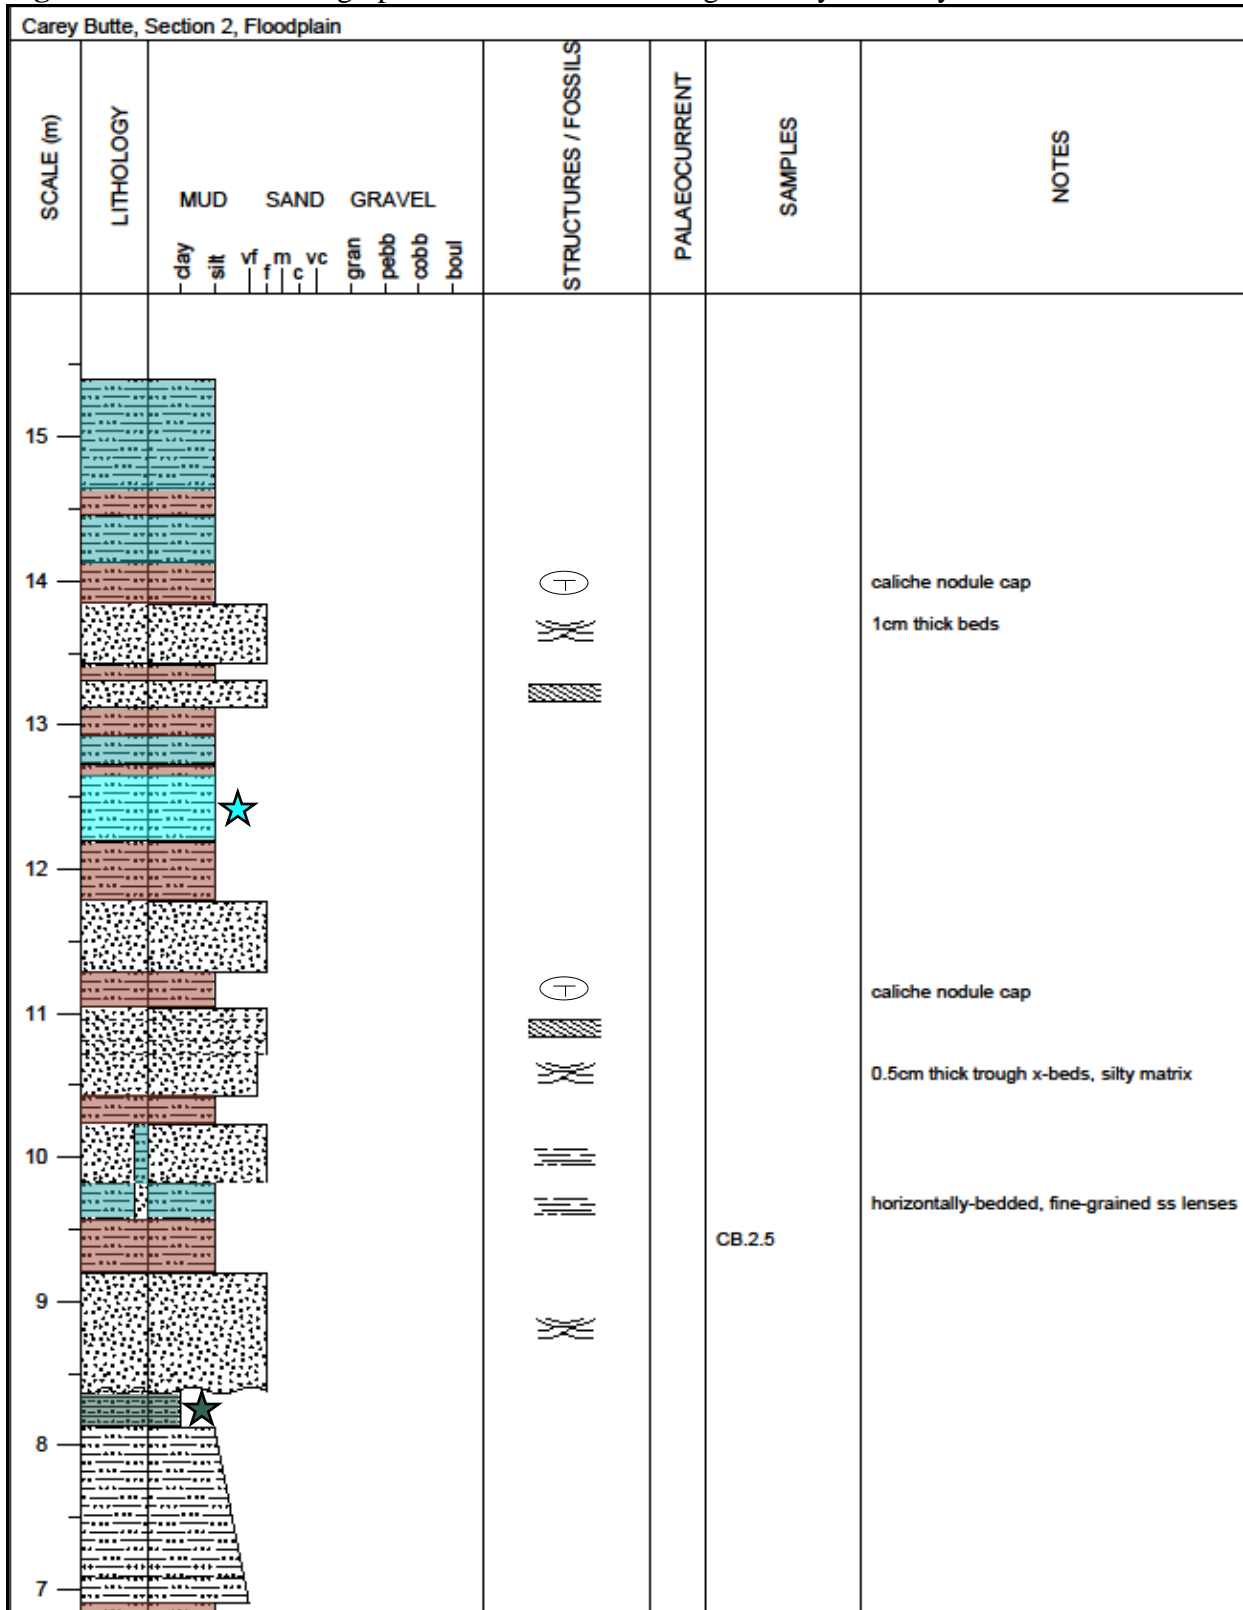 Carey Butte, Section 2, Floodplain
SCALE (m)
LITHOLOGY
MUD SAND GRAVEL
clay silt vf f m c vc gran pebb cobb boul
STRUCTURES / FOSSILS
PALAEOCURRENT
SAMPLES
NOTES
15
14 caliche nodule cap
1cm thick beds
13
12
caliche nodule cap
11
0.5cm thick trough x-beds, silty matrix
10
horizontally-bedded, fine-grained ss lenses
CB.2.5
9
8
7